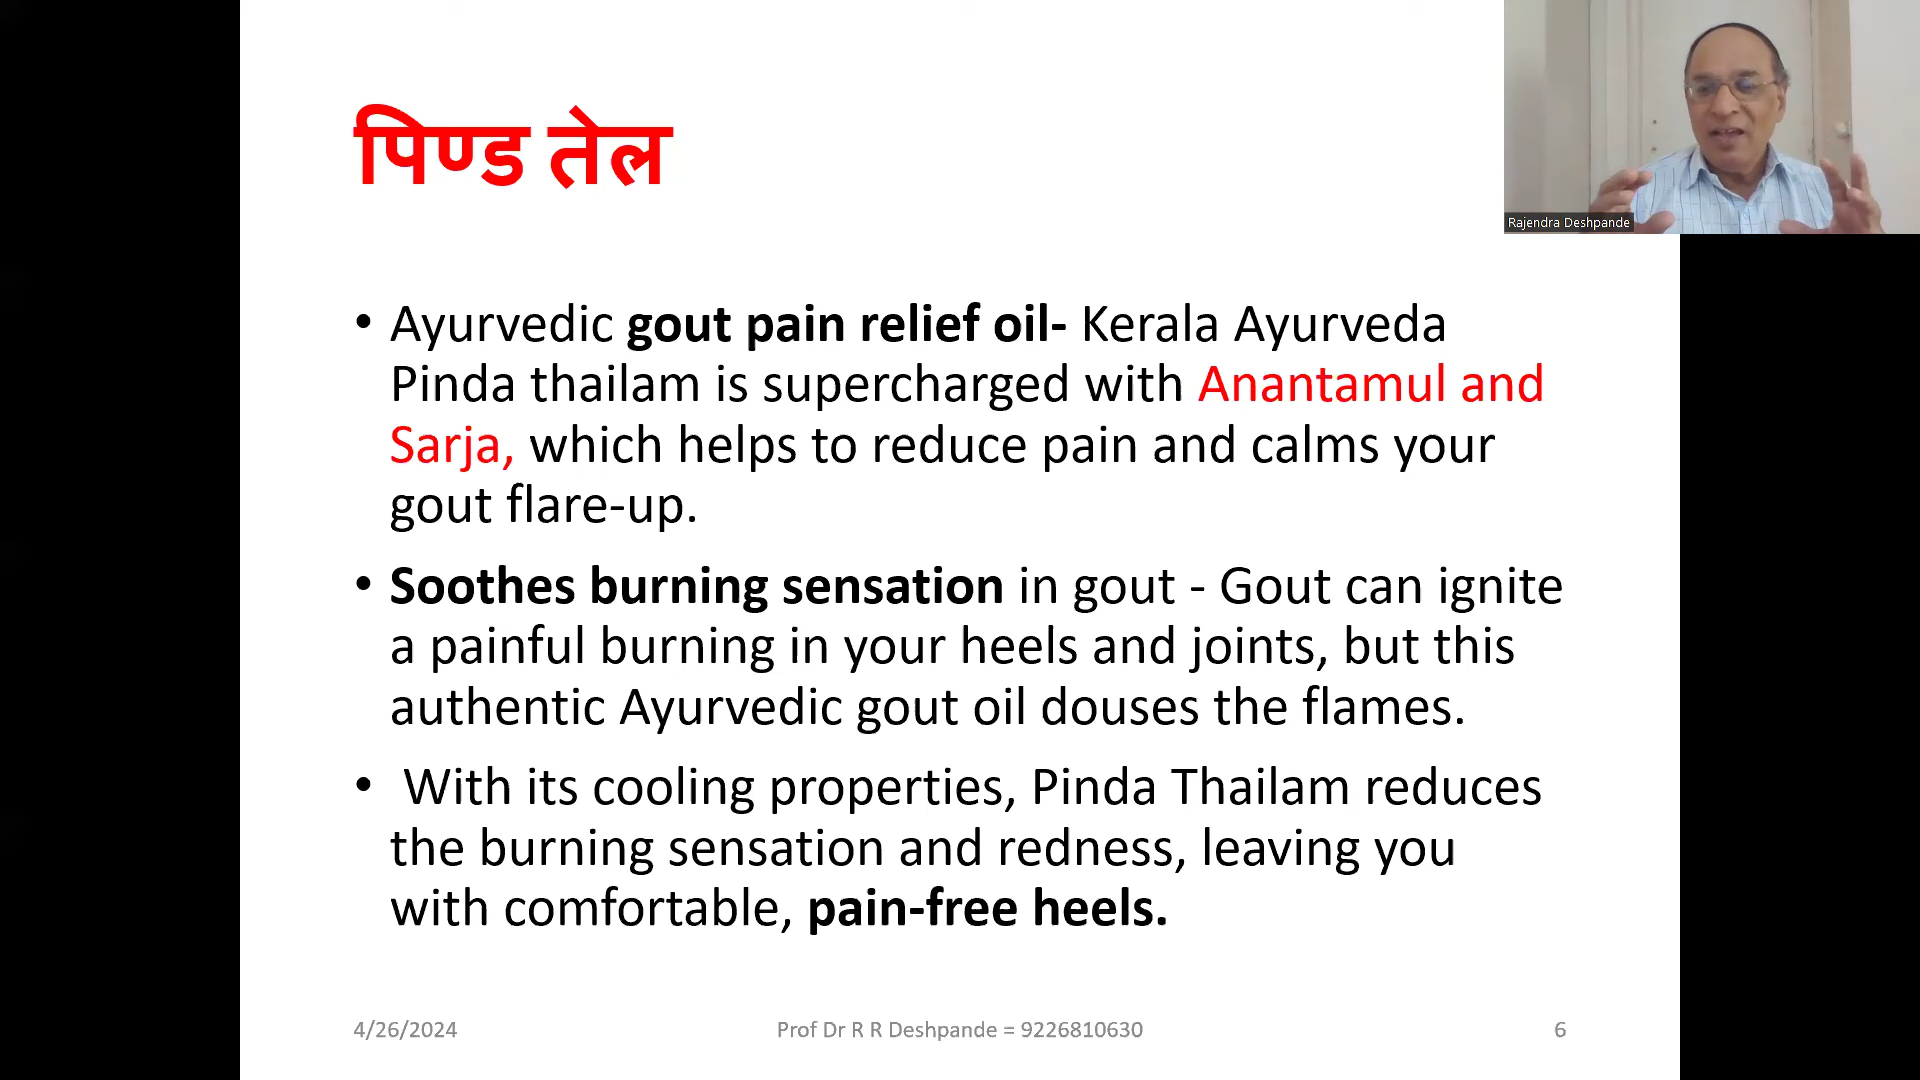 पिण्ड तेल
Rajendra Deshpande
• Ayurvedic gout pain relief oil- Kerala Ayurveda
Pinda thailam is supercharged with Anantamul and
Sarja, which helps to reduce pain and calms your
gout flare-up.
• Soothes burning sensation in gout - Gout can ignite
a painful burning in your heels and joints, but this
authentic Ayurvedic gout oil douses the flames.
• With its cooling properties, Pinda Thailam reduces
the burning sensation and redness, leaving you
with comfortable, pain-free heels.
4/26/2024 Prof Dr R R Deshpande = 9226810630 6